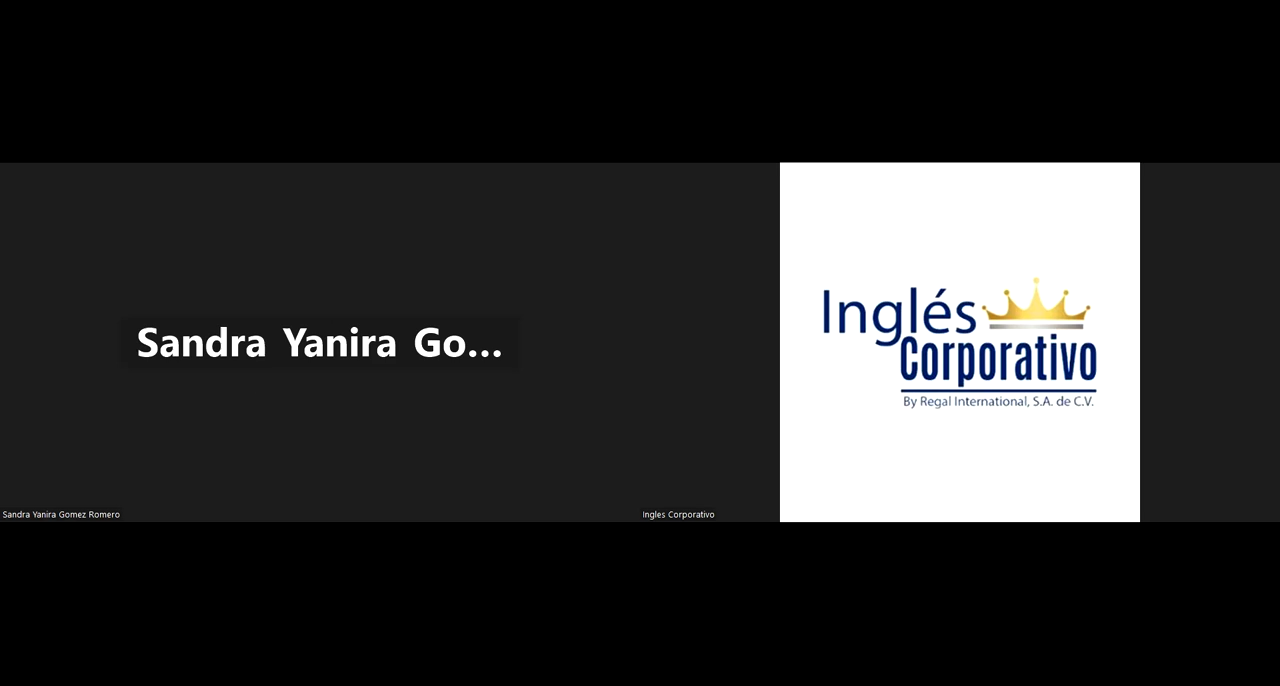 Sandra Yanira Go...
Inglés
Corporativo
By Regal International, S.A. de C.V.
Sandra Yanira Gomez Romero
Ingles Corporativo